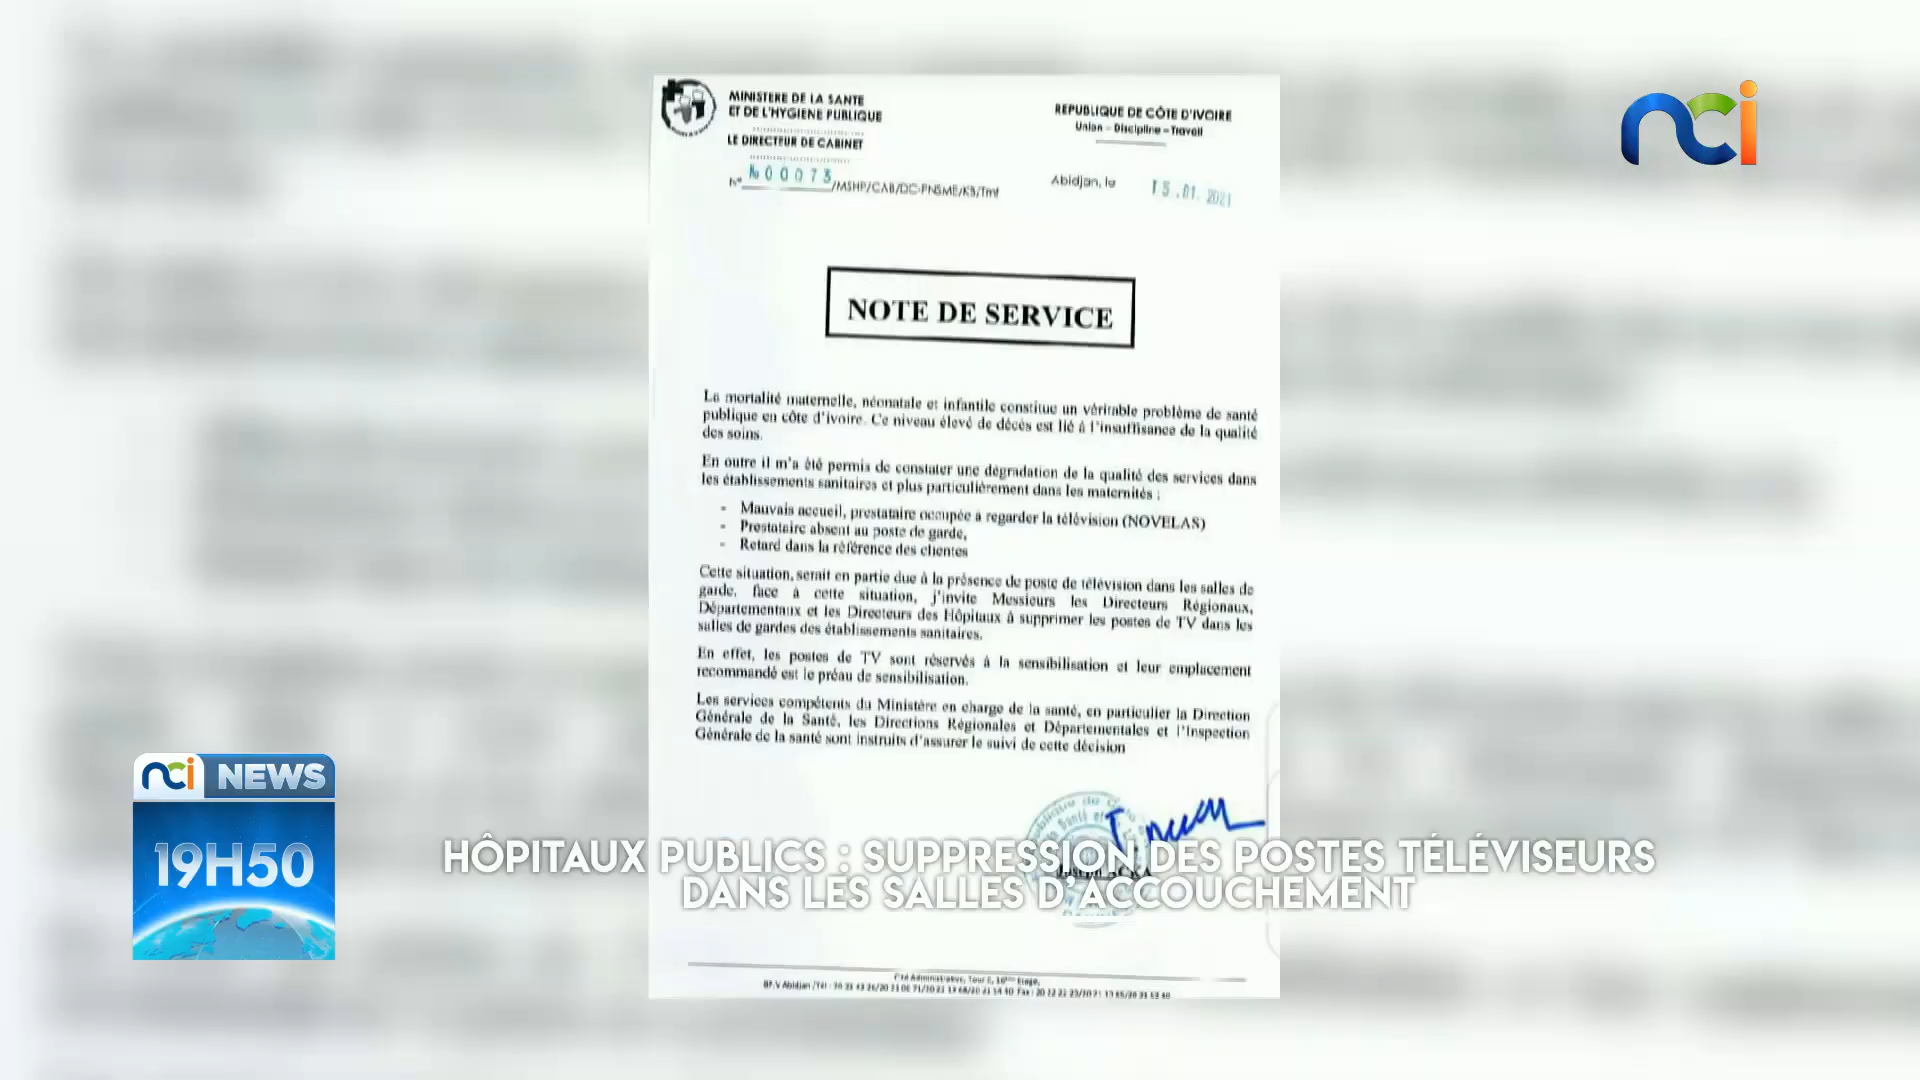 MINISTERE DE LA SANTE
ET DE L'HYGIENE PUBLIQUE
LE DIRECTEUR DE CABINET
N° № 00073 /MSHP/CAB/DC-PNSME/KB/Tmt
REPUBLIQUE DE CÔTE D'IVOIRE
Union – Discipline – Travail
Abidjan, le 15.01.2021
nci
NOTE DE SERVICE
La mortalité maternelle, néonatale et infantile constitue un véritable problème de santé
publique en côte d'ivoire. Ce niveau élevé de décès est lié à l'insuffisance de la qualité
des soins.
En outre il m'a été permis de constater une dégradation de la qualité des services dans
les établissements sanitaires et plus particulièrement dans les maternités :
- Mauvais accueil, prestataire occupée à regarder la télévision (NOVELAS)
- Prestataire absent au poste de garde,
- Retard dans la référence des clientes
Cette situation, serait en partie due à la présence de poste de télévision dans les salles de
garde, face à cette situation, j'invite Messieurs les Directeurs Régionaux,
Départementaux et les Directeurs des Hôpitaux à supprimer les postes de TV dans les
salles de gardes des établissements sanitaires.
En effet, les postes de TV sont réservés à la sensibilisation et leur emplacement
recommandé est le préau de sensibilisation.
Les services compétents du Ministère en charge de la santé, en particulier la Direction
Générale de la Santé, les Directions Régionales et Départementales et l'Inspection
Générale de la santé sont instruits d'assurer le suivi de cette décision
nci NEWS
19H50
HÔPITAUX PUBLICS : SUPPRESSION DES POSTES TÉLÉVISEURS
DANS LES SALLES D'ACCOUCHEMENT
Cité Administrative, Tour C, 16ème Etage,
BP.V Abidjan /Tél :